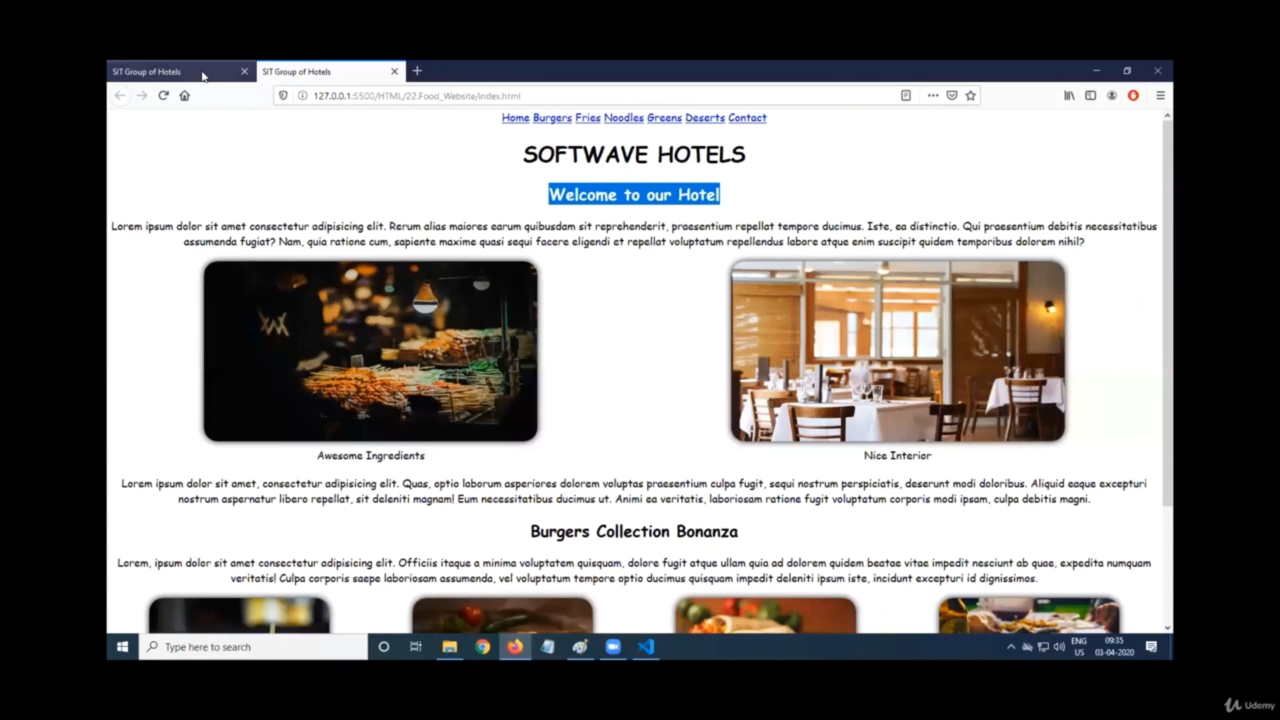 SIT Group of Hotels
SIT Group of Hotels
127.0.0.1:5500/HTML/22.Food_Website/index.html
Home Burgers Fries Noodles Greens Deserts Contact
SOFTWAVE HOTELS
Welcome to our Hotel
Lorem ipsum dolor sit amet consectetur adipisicing elit. Rerum alias maiores earum quibusdam sit reprehenderit, praesentium repellat tempore ducimus. Iste, ea distinctio. Qui praesentium debitis necessitatibus
assumenda fugiat? Nam, quia ratione cum, sapiente maxime quasi sequi facere eligendi et repellat voluptatum repellendus labore atque enim suscipit quidem temporibus dolorem nihil?
Awesome Ingredients
Nice Interior
Lorem ipsum dolor sit amet, consectetur adipisicing elit. Quas, optio laborum asperiores dolorem voluptas praesentium culpa fugit, sequi nostrum perspiciatis, deserunt modi doloribus. Aliquid eaque excepturi
nostrum aspernatur libero repellat, sit deleniti magnam! Eum necessitatibus ducimus ut. Animi ea veritatis, laboriosam ratione fugit voluptatum corporis modi ipsam, culpa debitis magni.
Burgers Collection Bonanza
Lorem, ipsum dolor sit amet consectetur adipisicing elit. Officiis itaque a minima voluptatem quisquam, dolore fugit atque ullam quia ad dolorem quidem beatae vitae impedit nesciunt ab quae, expedita numquam
veritatis! Culpa corporis saepe laboriosam assumenda, vel voluptatum tempore optio ducimus quisquam impedit deleniti ipsum iste, incidunt excepturi id dignissimos.
Type here to search
ENG
US
09:35
03-04-2020
Udemy